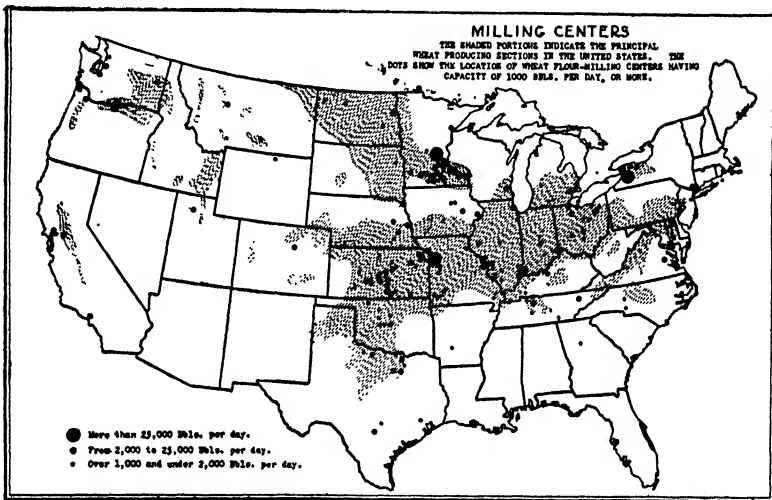 MILLING CENTERS
THE SHADED PORTIONS INDICATE THE PRINCIPAL
WHEAT PRODUCING SECTIONS IN THE UNITED STATES. THE
DOTS SHOW THE LOCATION OF WHEAT FLOUR-MILLING CENTERS HAVING
CAPACITY OF 1000 BBLS. PER DAY, OR MORE.
More than 25,000 Bbls. per day.
From 2,000 to 25,000 Bbls. per day.
Over 1,000 and under 2,000 Bbls. per day.